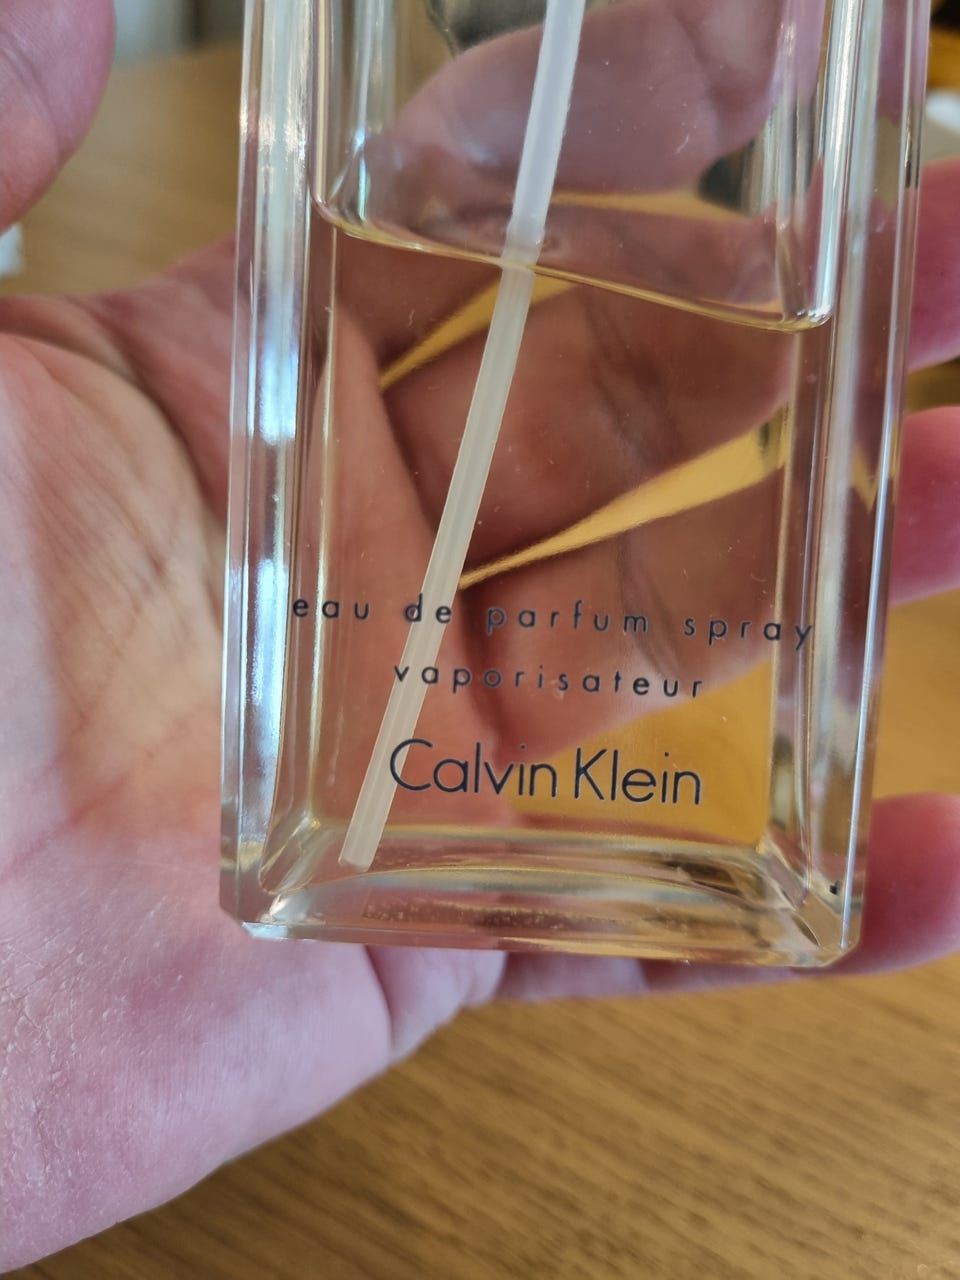 eau de parfum spray
vaporisateur
Calvin Klein